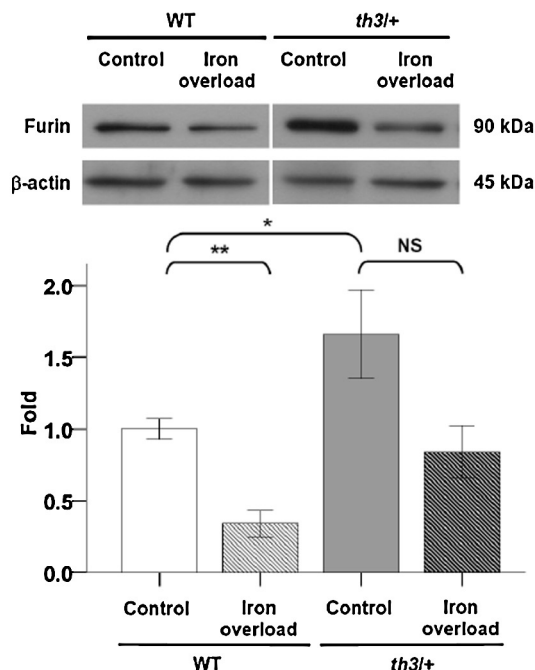 WT th3/+
Control Iron overload Control Iron overload
Furin 90 kDa
β-actin 45 kDa
*
** NS
2.0
1.5
1.0
0.5
0.0
Fold
Control Iron overload Control Iron overload
WT th3/+